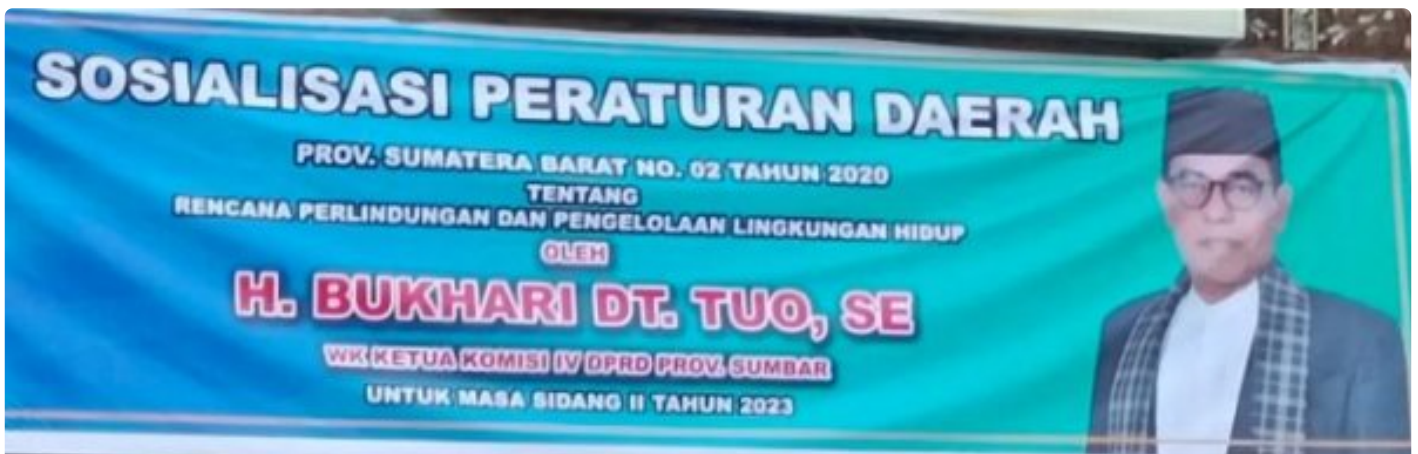 SOSIALISASI PERATURAN DAERAH
PROV. SUMATERA BARAT NO. 02 TAHUN 2020
TENTANG
RENCANA PERLINDUNGAN DAN PENGELOLAAN LINGKUNGAN HIDUP
OLEH
H. BUKHARI DT. TUO, SE
WK KETUA KOMISI IV DPRD PROV. SUMBAR
UNTUK MASA SIDANG II TAHUN 2023